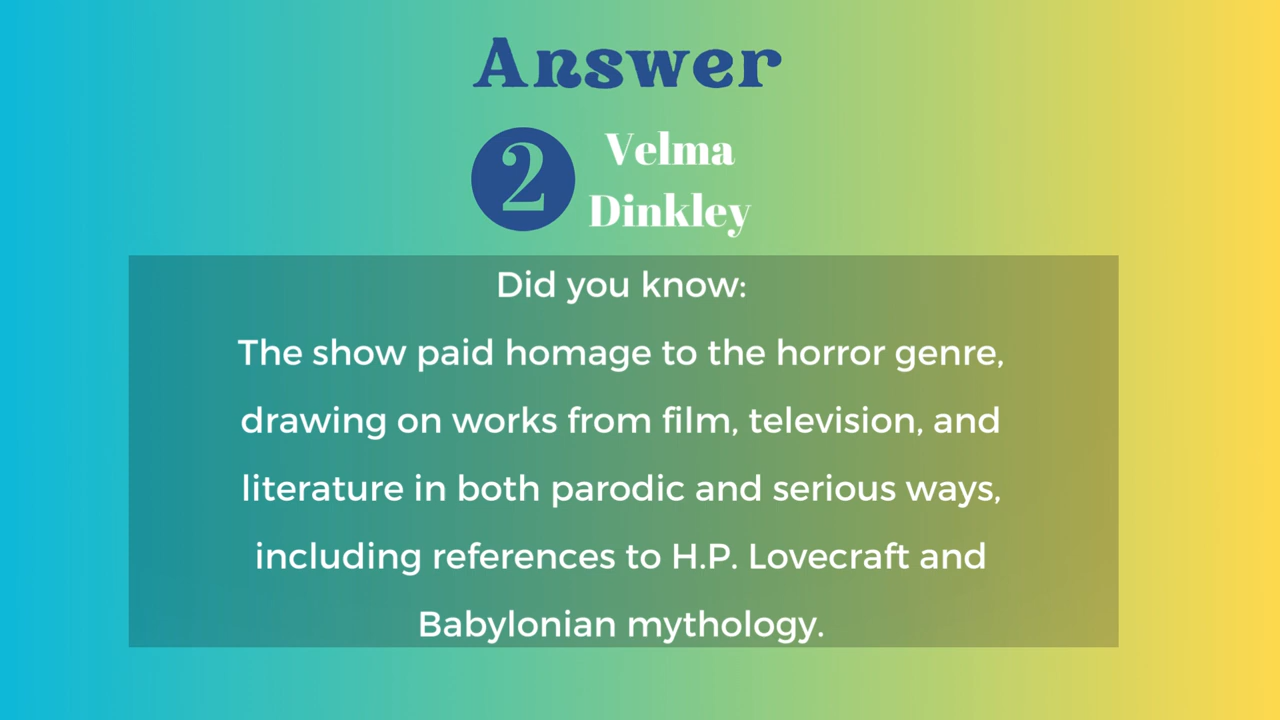 Answer
2
Velma
Dinkley
Did you know:
The show paid homage to the horror genre,
drawing on works from film, television, and
literature in both parodic and serious ways,
including references to H.P. Lovecraft and
Babylonian mythology.